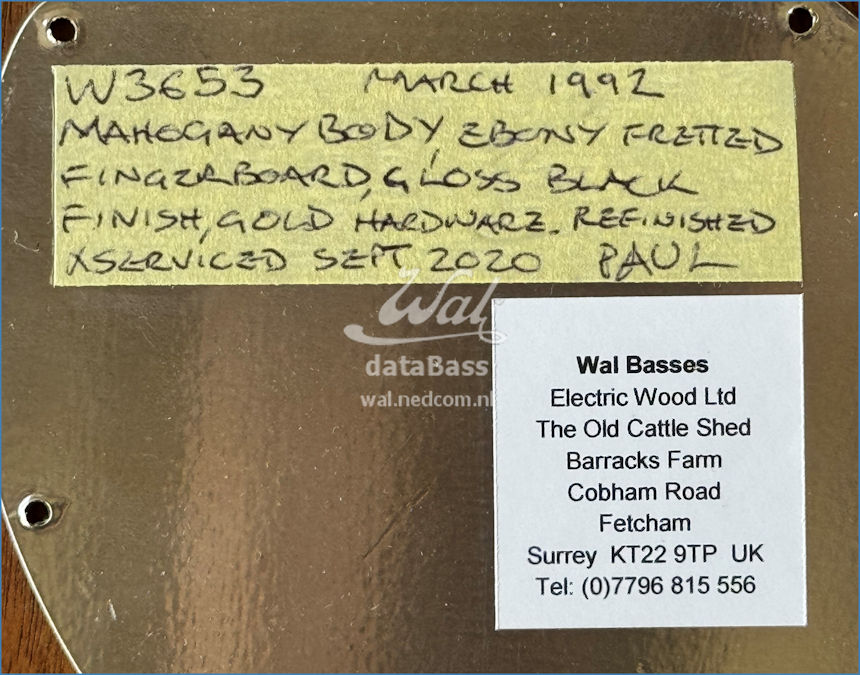 W3653 MARCH 1992
MAHOGANY BODY, EBONY FRETTED
FINGERBOARD, GLOSS BLACK
FINISH, GOLD HARDWARE. REFINISHED
&SERVICED SEPT 2020 PAUL
Wal
dataBass
wal.nedcom.nl
Wal Basses
Electric Wood Ltd
The Old Cattle Shed
Barracks Farm
Cobham Road
Fetcham
Surrey KT22 9TP UK
Tel: (0)7796 815 556